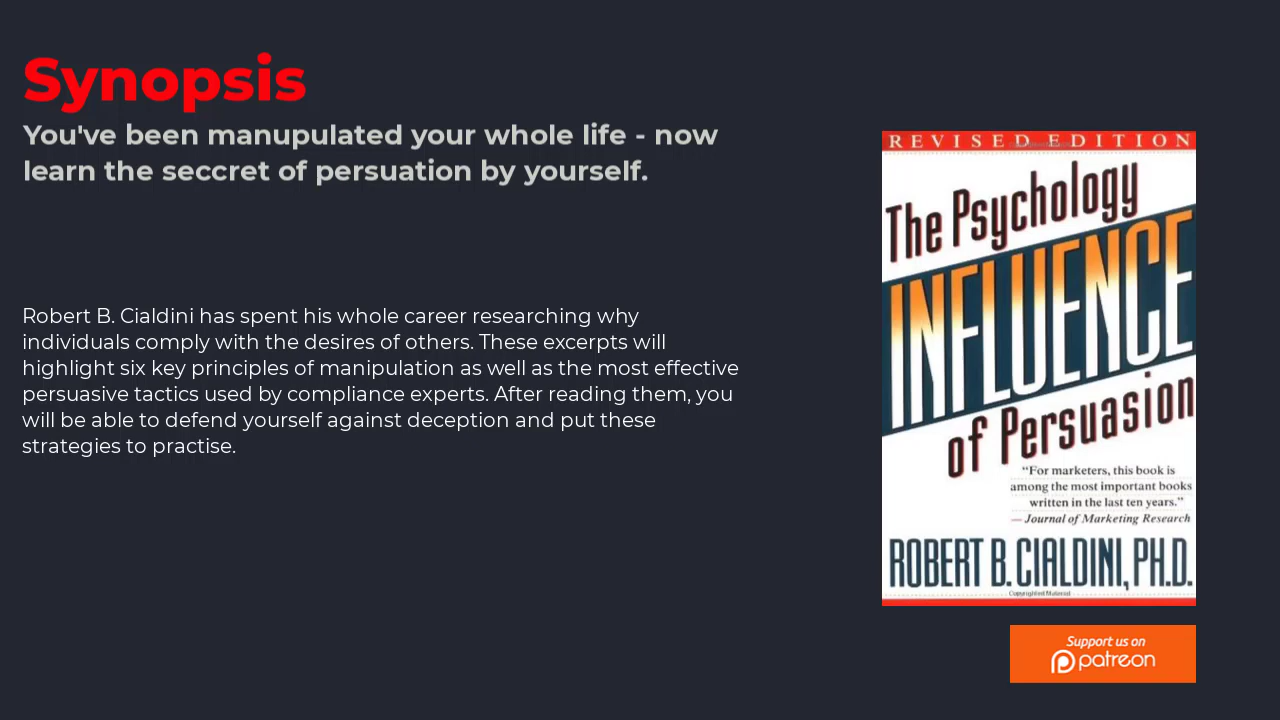 Synopsis
You've been manupulated your whole life - now
learn the seccret of persuation by yourself.
Robert B. Cialdini has spent his whole career researching why
individuals comply with the desires of others. These excerpts will
highlight six key principles of manipulation as well as the most effective
persuasive tactics used by compliance experts. After reading them, you
will be able to defend yourself against deception and put these
strategies to practise.
REVISED EDITION
The Psychology
INFLUENCE
of Persuasion
“For marketers, this book is
among the most important books
written in the last ten years.”
— Journal of Marketing Research
ROBERT B. CIALDINI, PH.D.
Copyrighted Material
Support us on
patreon